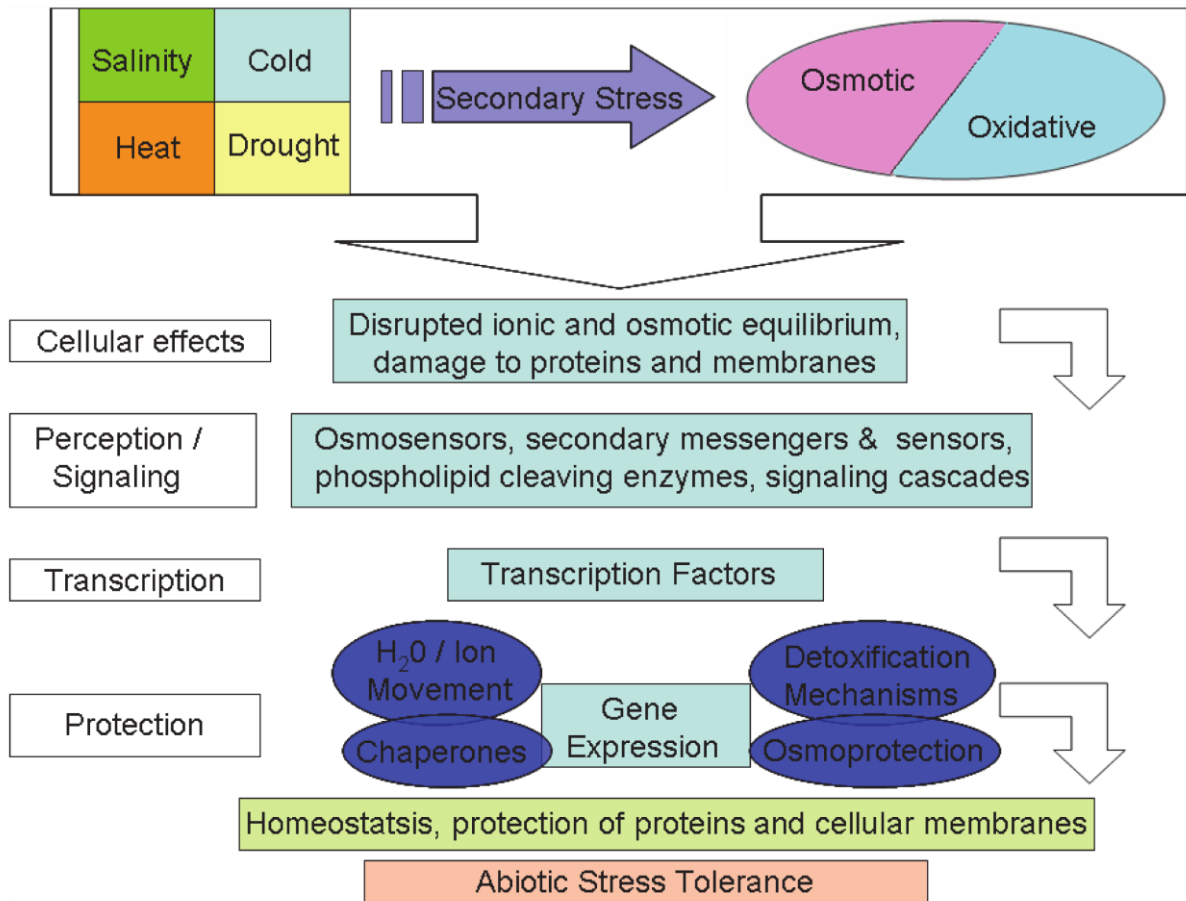 Salinity
Cold
Heat
Drought
Secondary Stress
Osmotic
Oxidative
Cellular effects
Disrupted ionic and osmotic equilibrium,
damage to proteins and membranes
Perception /
Signaling
Osmosensors, secondary messengers & sensors,
phospholipid cleaving enzymes, signaling cascades
Transcription
Transcription Factors
Protection
H₂0 / Ion
Movement
Chaperones
Gene
Expression
Detoxification
Mechanisms
Osmoprotection
Homeostatsis, protection of proteins and cellular membranes
Abiotic Stress Tolerance